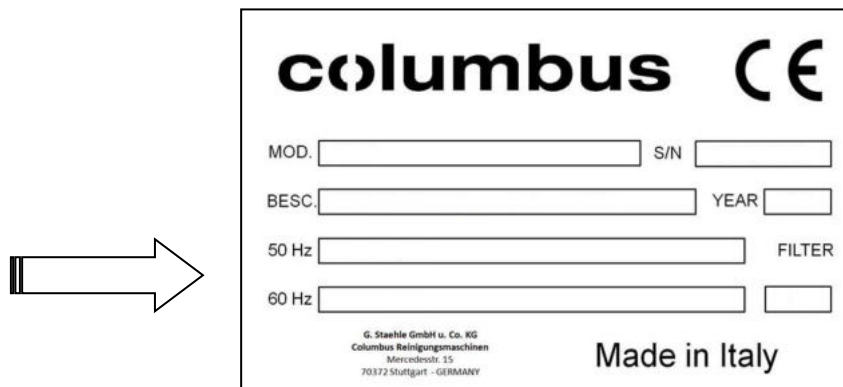 columbus CE
MOD. S/N
BESC. YEAR
50 Hz FILTER
60 Hz
G. Staehle GmbH u. Co. KG
Columbus Reinigungsmaschinen
Mercedesstr. 15
70372 Stuttgart - GERMANY
Made in Italy